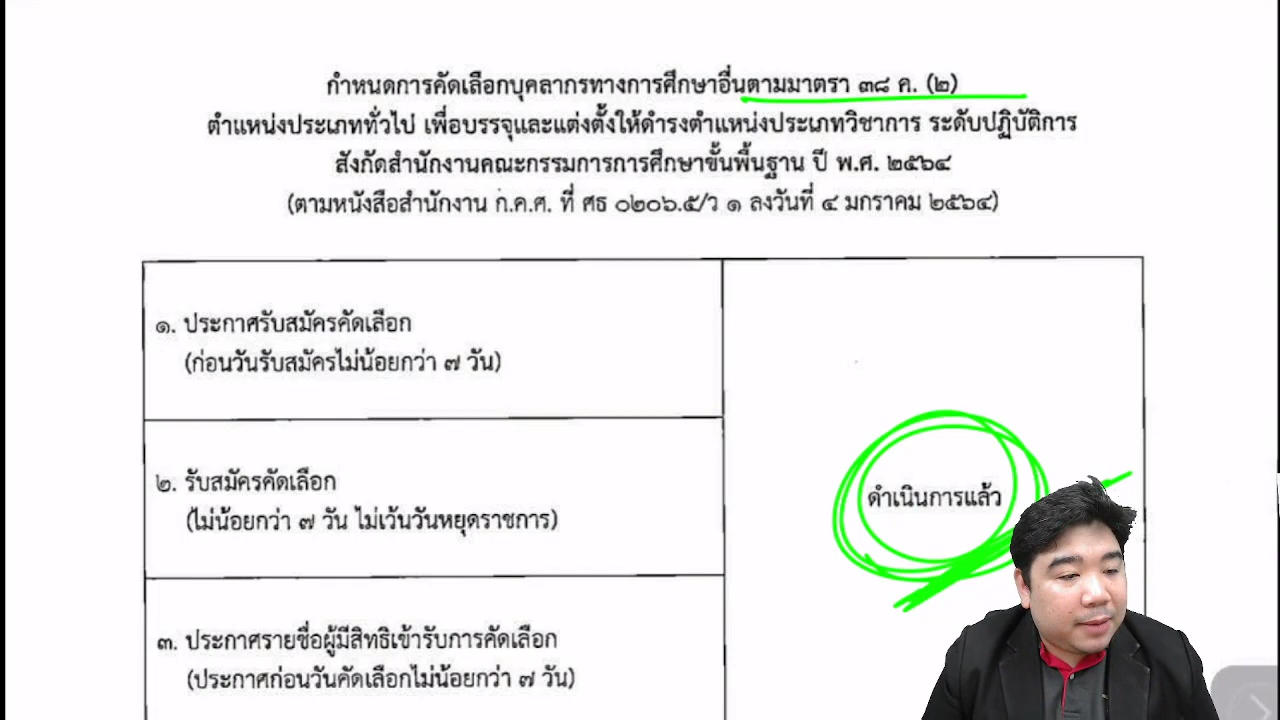 กำหนดการคัดเลือกบุคลากรทางการศึกษาอื่นตามมาตรา ๓๘ ค. (๒)
ตำแหน่งประเภททั่วไป เพื่อบรรจุและแต่งตั้งให้ดำรงตำแหน่งประเภทวิชาการ ระดับปฏิบัติการ
สังกัดสำนักงานคณะกรรมการการศึกษาขั้นพื้นฐาน ปี พ.ศ. ๒๕๖๔
(ตามหนังสือสำนักงาน ก.ค.ศ. ที่ ศธ ๐๒๐๖.๕/ว ๑ ลงวันที่ ๔ มกราคม ๒๕๖๔)
๑. ประกาศรับสมัครคัดเลือก
(ก่อนวันรับสมัครไม่น้อยกว่า ๗ วัน)
๒. รับสมัครคัดเลือก
(ไม่น้อยกว่า ๗ วัน ไม่เว้นวันหยุดราชการ)
ดำเนินการแล้ว
๓. ประกาศรายชื่อผู้มีสิทธิเข้ารับการคัดเลือก
(ประกาศก่อนวันคัดเลือกไม่น้อยกว่า ๗ วัน)